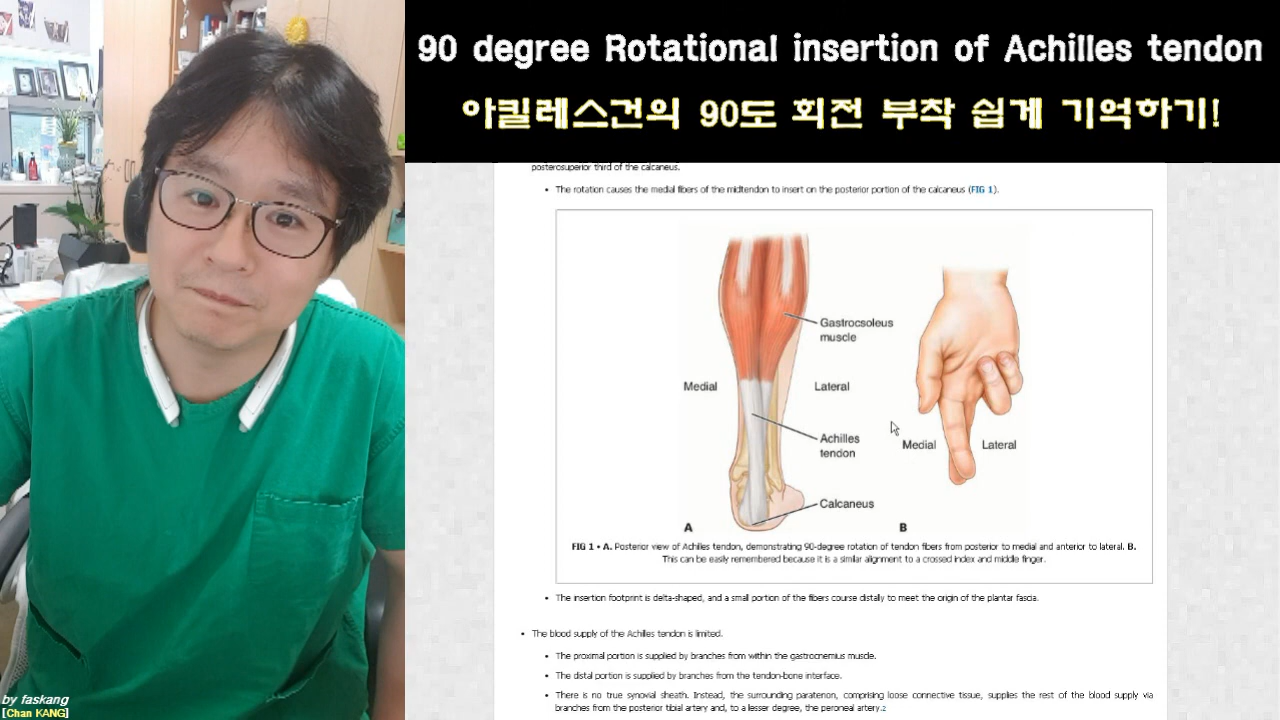 90 degree Rotational insertion of Achilles tendon
아킬레스건의 90도 회전 부착 쉽게 기억하기!
posterosuperior third of the calcaneus.
• The rotation causes the medial fibers of the midtendon to insert on the posterior portion of the calcaneus (FIG 1).
Gastrocsoleus
muscle
Medial
Lateral
Achilles
tendon
Medial
Lateral
Calcaneus
A
B
FIG 1 • A. Posterior view of Achilles tendon, demonstrating 90-degree rotation of tendon fibers from posterior to medial and anterior to lateral. B.
This can be easily remembered because it is a similar alignment to a crossed index and middle finger.
• The insertion footprint is delta-shaped, and a small portion of the fibers course distally to meet the origin of the plantar fascia.
• The blood supply of the Achilles tendon is limited.
• The proximal portion is supplied by branches from within the gastrocnemius muscle.
• The distal portion is supplied by branches from the tendon-bone interface.
• There is no true synovial sheath. Instead, the surrounding paratenon, comprising loose connective tissue, supplies the rest of the blood supply via
branches from the posterior tibial artery and, to a lesser degree, the peroneal artery.2
by faskang
[Chan KANG]